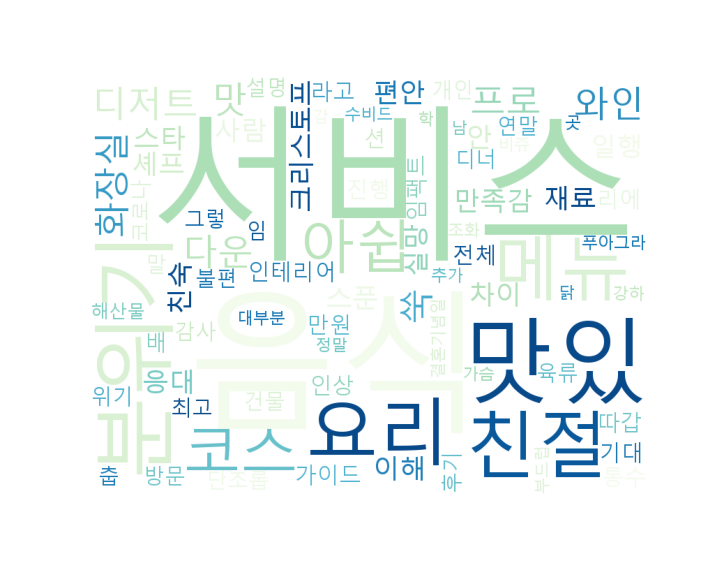 디저트
맛
설명
크리스토프
라고
편안
개인
프로
와인
사람
수비드
학
스타
화장실
셰프
서비스
션
남
안
연말
곳
일행
디너
진행
임팩트
만족감
재료
리에
코로나
그렇
임
다운
아쉽
실망
조화
메뉴
푸아그라
전체
분위기
말
친숙
불편
인테리어
추가
차이
닭
강하
쑥
스푼
해산물
대부분
만원
배
감사
음식
정말
결혼기념일
맛있
위기
응대
최고
건물
인상
가슴
육류
요리
친절
따갑
코스
기대
춥
방문
단조롭
가이드
이해
후기
부드럽
특수